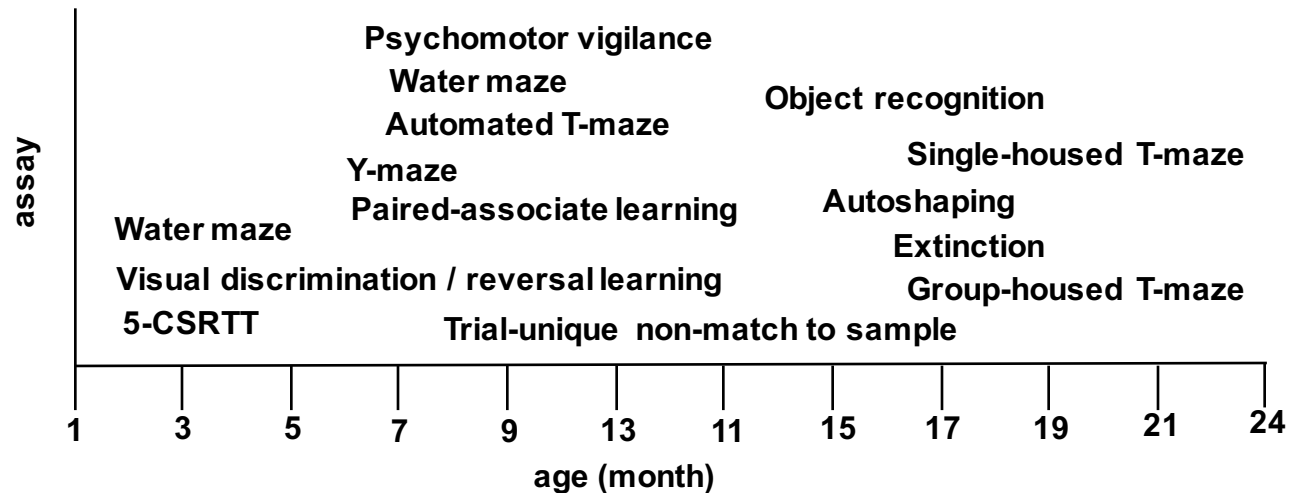 Psychomotor vigilance
Water maze
Object recognition
Automated T-maze
Single-housed T-maze
Y-maze
Paired-associate learning
Autoshaping
Water maze
Extinction
Visual discrimination / reversal learning
Group-housed T-maze
5-CSRTT
Trial-unique non-match to sample
assay
1 3 5 7 9 13 11 15 17 19 21 24
age (month)